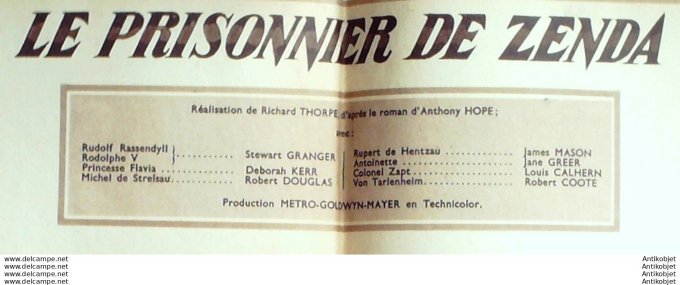 LE PRISONNIER DE ZENDA
Réalisation de Richard THORPE, d'après le roman d'Anthony HOPE;
avec:
Rudolf Rassendyll
Rodolphe V } .......... Stewart GRANGER
Princesse Flavia .......... Deborah KERR
Michel de Strelsau .......... Robert DOUGLAS
Rupert de Hentzau .......... James MASON
Antoinette .......... Jane GREER
Colonel Zapt .......... Louis CALHERN
Von Tarlenheim .......... Robert COOTE
Production METRO-GOLDWYN-MAYER en Technicolor.
www.delcampe.net
www.delcampe.net
www.delcampe.net
www.delcampe.net
Antikobjet
Antikobjet
Antikobjet
Antikobjet